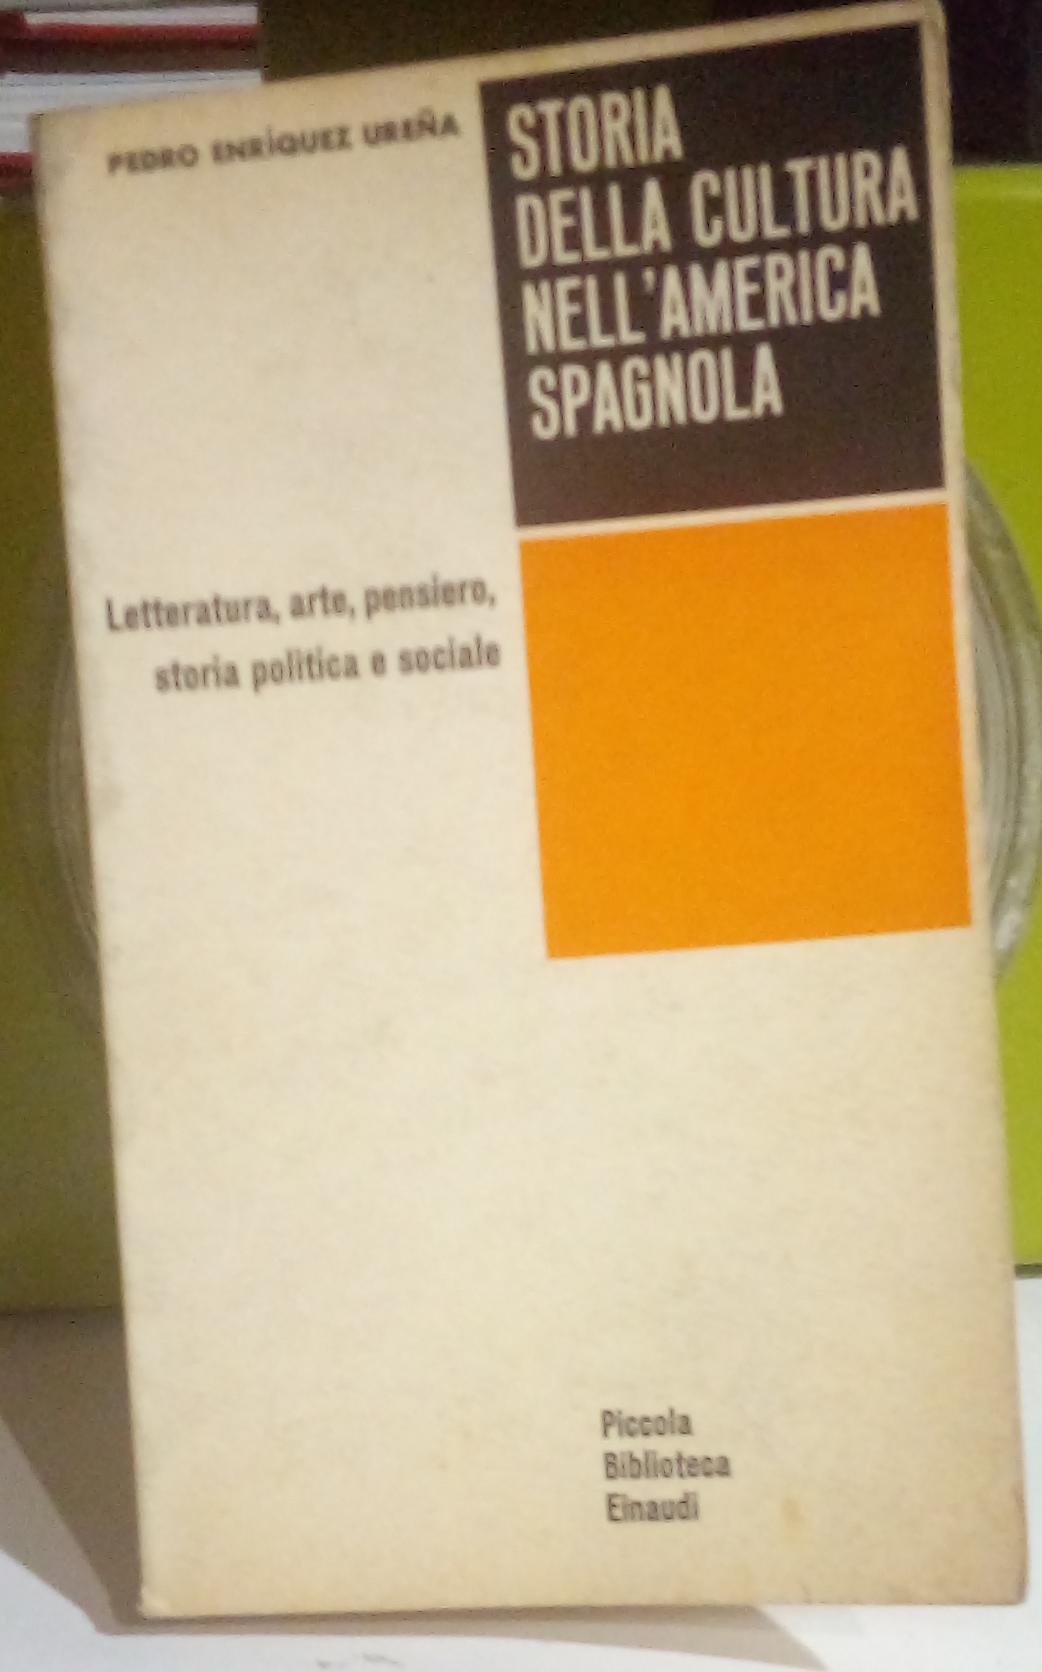 PEDRO ENRÍQUEZ UREÑA
STORIA
DELLA CULTURA
NELL'AMERICA
SPAGNOLA
Letteratura, arte, pensiero,
storia politica e sociale
Piccola
Biblioteca
Einaudi